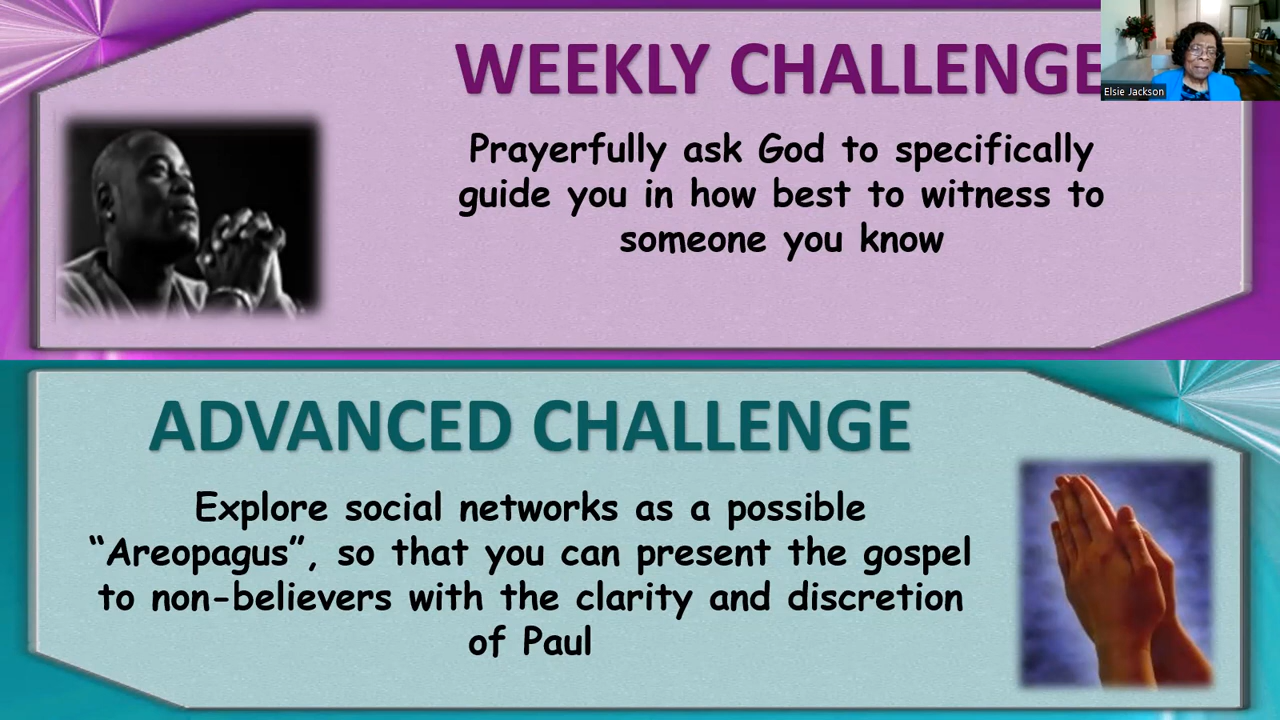 WEEKLY CHALLENGE
Elsie Jackson
Prayerfully ask God to specifically
guide you in how best to witness to
someone you know
ADVANCED CHALLENGE
Explore social networks as a possible
“Areopagus”, so that you can present the gospel
to non-believers with the clarity and discretion
of Paul